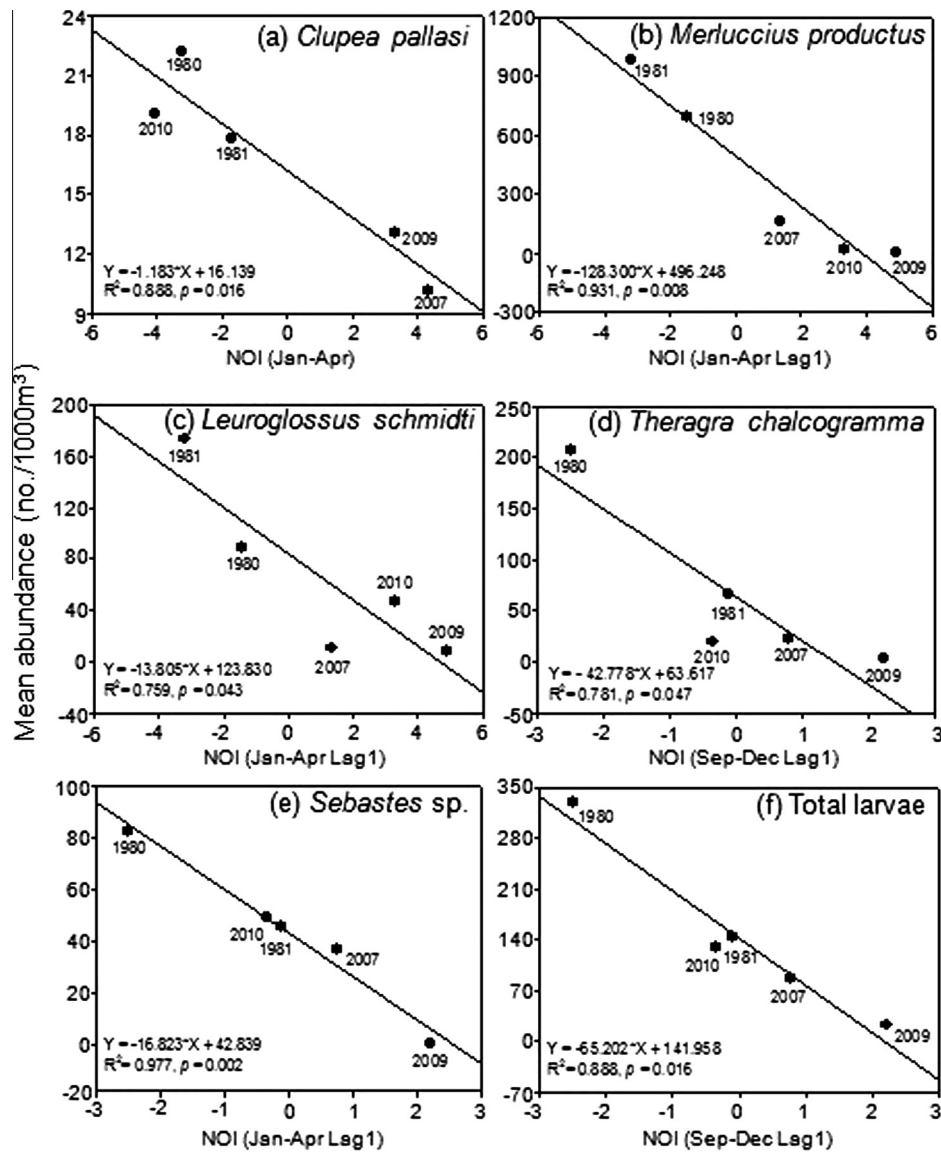 Mean abundance (no./1000m³)
(a) Clupea pallasi
24
21
18
15
12
9
1980
2010
1981
2009
2007
Y = -1.183*X + 16.139
R² = 0.888, p = 0.016
-6 -4 -2 0 2 4 6
NOI (Jan-Apr)
(b) Merluccius productus
1200
900
600
300
0
-300
1981
1980
2007
2010
2009
Y = -128.300*X + 496.248
R² = 0.931, p = 0.008
-6 -4 -2 0 2 4 6
NOI (Jan-Apr Lag1)
(c) Leuroglossus schmidti
200
160
120
80
40
0
-40
1981
1980
2010
2007
2009
Y = -13.805*X + 123.830
R² = 0.759, p = 0.043
-6 -4 -2 0 2 4 6
NOI (Jan-Apr Lag1)
(d) Theragra chalcogramma
250
200
150
100
50
0
-50
1980
1981
2010
2007
2009
Y = - 42.778*X + 63.617
R² = 0.781, p = 0.047
-3 -2 -1 0 1 2 3
NOI (Sep-Dec Lag1)
(e) Sebastes sp.
100
80
60
40
20
0
-20
1980
2010
1981
2007
2009
Y = -16.823*X + 42.839
R² = 0.977, p = 0.002
-3 -2 -1 0 1 2 3
NOI (Jan-Apr Lag1)
(f) Total larvae
350
280
210
140
70
0
-70
1980
2010
1981
2007
2009
Y = -65.202*X + 141.958
R² = 0.888, p = 0.016
-3 -2 -1 0 1 2 3
NOI (Sep-Dec Lag1)